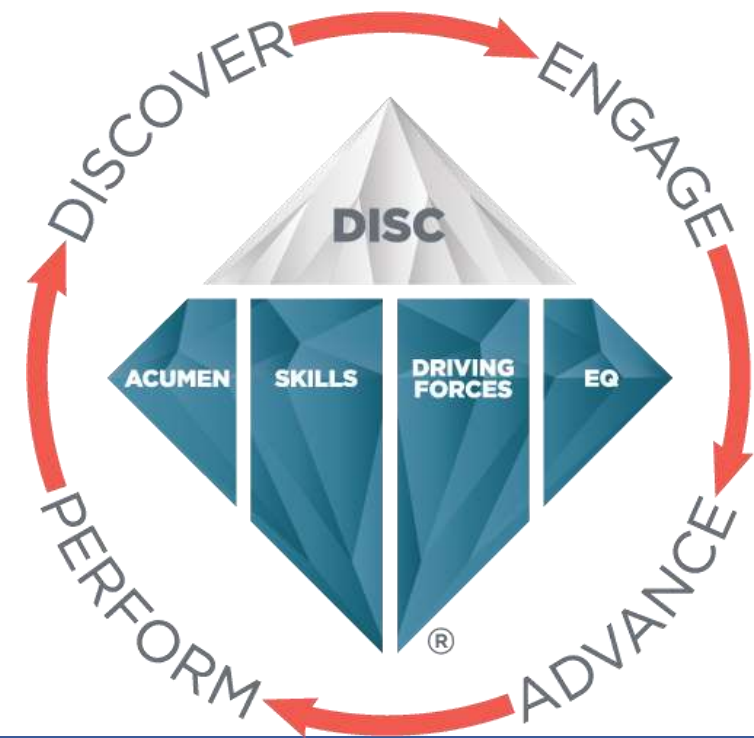 DISCOVER
ENGAGE
DISC
ACUMEN
SKILLS
DRIVING
FORCES
EQ
®
PERFORM
ADVANCE